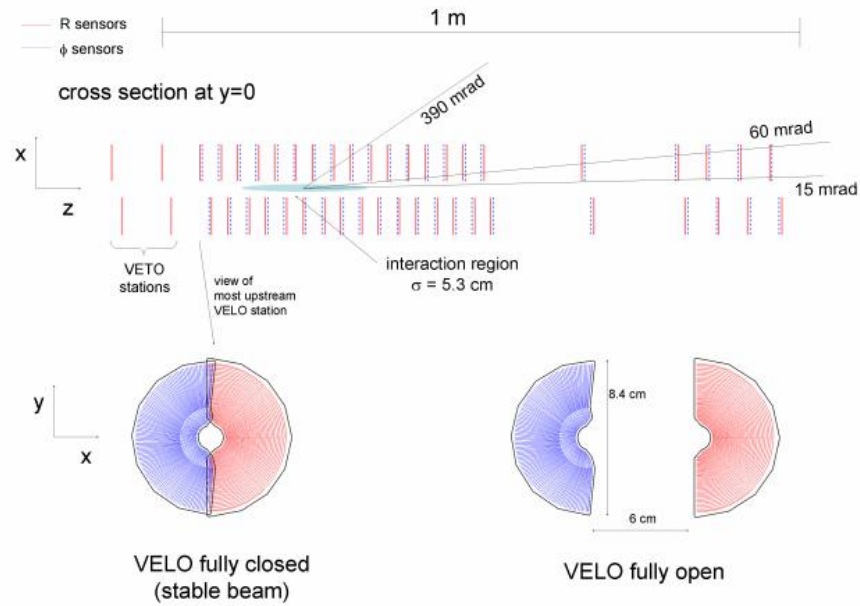 R sensors
ϕ sensors
1 m
cross section at y=0
390 mrad
60 mrad
15 mrad
x
z
VETO
stations
view of
most upstream
VELO station
interaction region
σ = 5.3 cm
y
x
8.4 cm
6 cm
VELO fully closed
(stable beam)
VELO fully open